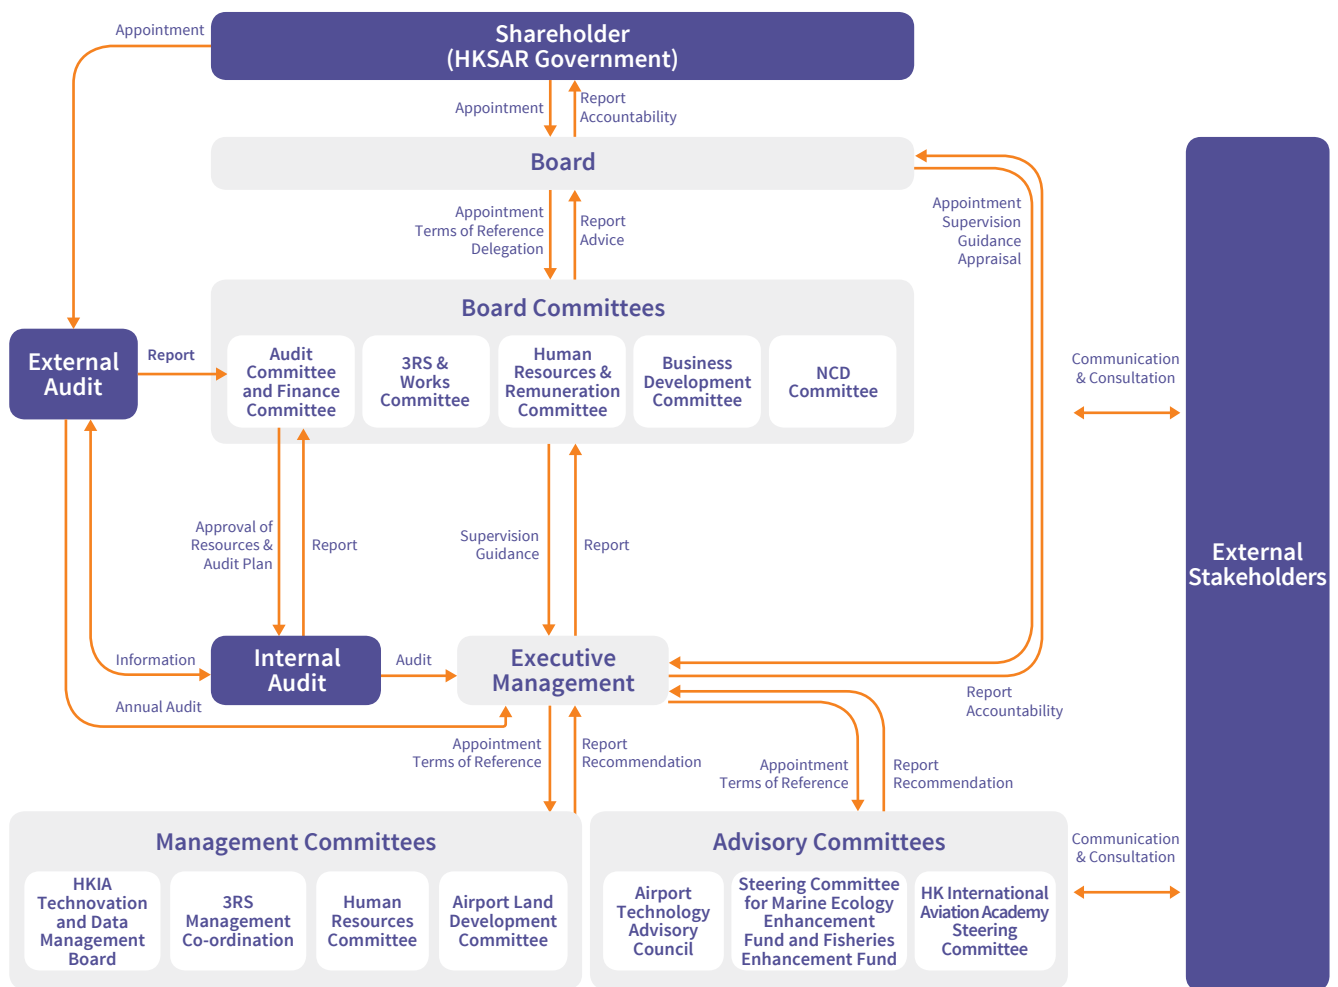 Appointment
Shareholder
(HKSAR Government)
Appointment
Report
Accountability
Board
Appointment
Terms of Reference
Delegation
Report
Advice
Appointment
Supervision
Guidance
Appraisal
Board Committees
External
Audit
Report
Audit
Committee
and Finance
Committee
3RS &
Works
Committee
Human
Resources &
Remuneration
Committee
Business
Development
Committee
NCD
Committee
Communication
& Consultation
Approval of
Resources &
Audit Plan
Report
Supervision
Guidance
Report
External
Stakeholders
Information
Internal
Audit
Audit
Executive
Management
Annual Audit
Report
Accountability
Appointment
Terms of Reference
Report
Recommendation
Appointment
Terms of Reference
Report
Recommendation
Management Committees
HKIA
Technovation
and Data
Management
Board
3RS
Management
Co-ordination
Human
Resources
Committee
Airport Land
Development
Committee
Advisory Committees
Airport
Technology
Advisory
Council
Steering Committee
for Marine Ecology
Enhancement
Fund and Fisheries
Enhancement Fund
HK International
Aviation Academy
Steering
Committee
Communication
& Consultation